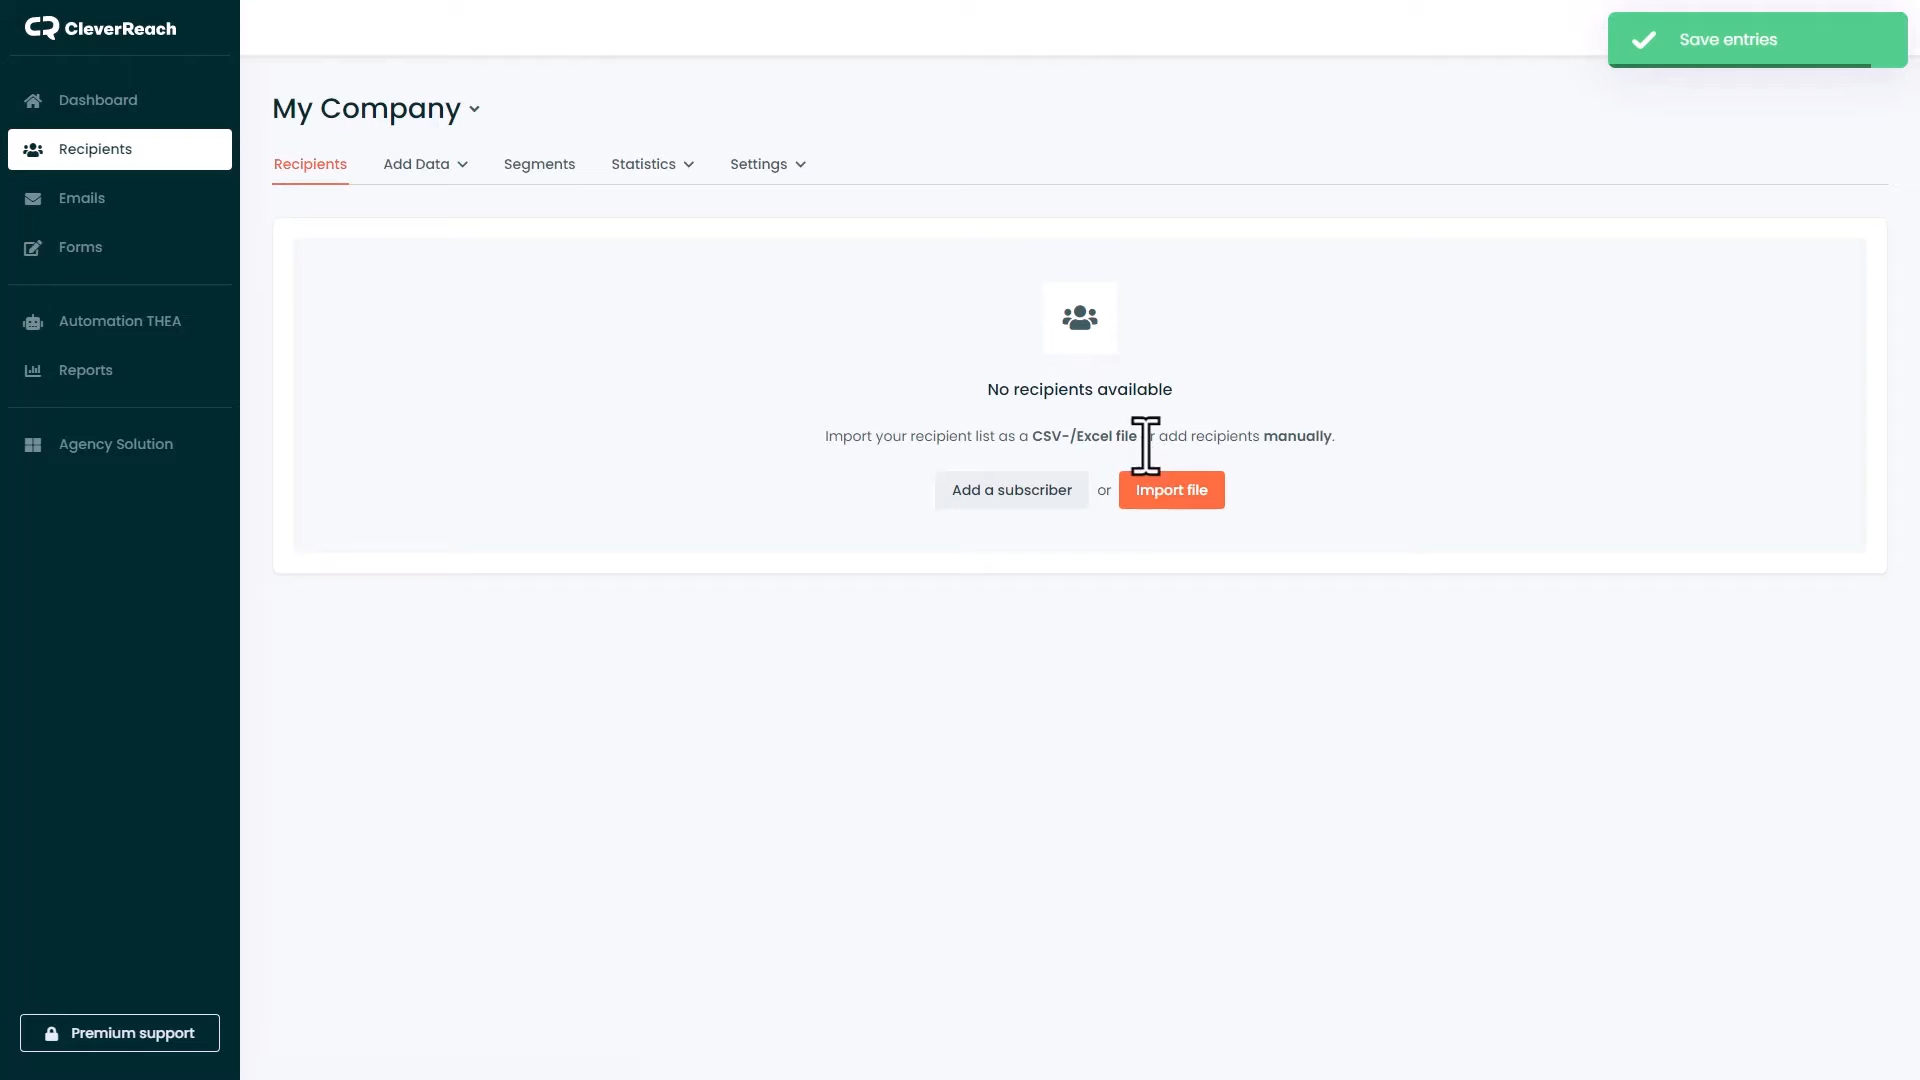 CleverReach
Save entries
Dashboard
Recipients
Emails
Forms
Automation THEA
Reports
Agency Solution
Premium support
My Company
Recipients Add Data Segments Statistics Settings
No recipients available
Import your recipient list as a CSV-/Excel file add recipients manually.
Add a subscriber or Import file